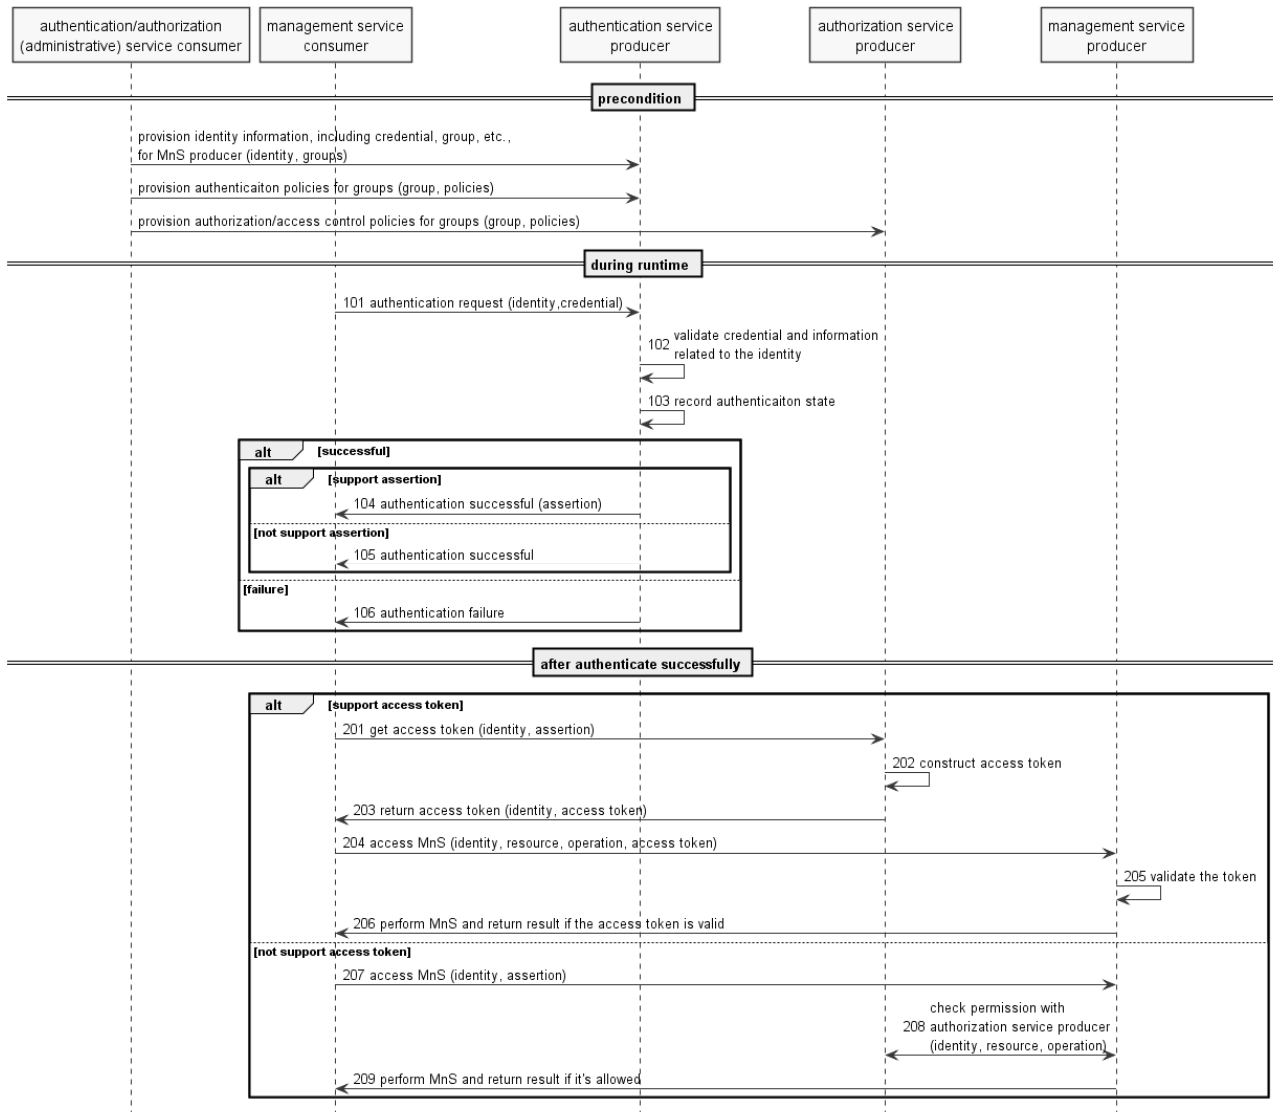 authentication/authorization
(administrative) service consumer
management service
consumer
authentication service
producer
authorization service
producer
management service
producer
precondition
provision identity information, including credential, group, etc.,
for MnS producer (identity, groups)
provision authenticaiton policies for groups (group, policies)
provision authorization/access control policies for groups (group, policies)
during runtime
101 authentication request (identity,credential)
validate credential and information
102
related to the identity
103 record authenticaiton state
alt [successful]
alt [support assertion]
104 authentication successful (assertion)
[not support assertion]
105 authentication successful
[failure]
106 authentication failure
after authenticate successfully
alt [support access token]
201 get access token (identity, assertion)
202 construct access token
203 return access token (identity, access token)
204 access MnS (identity, resource, operation, access token)
205 validate the token
206 perform MnS and return result if the access token is valid
[not support access token]
207 access MnS (identity, assertion)
check permission with
208 authorization service producer
(identity, resource, operation)
209 perform MnS and return result if it's allowed